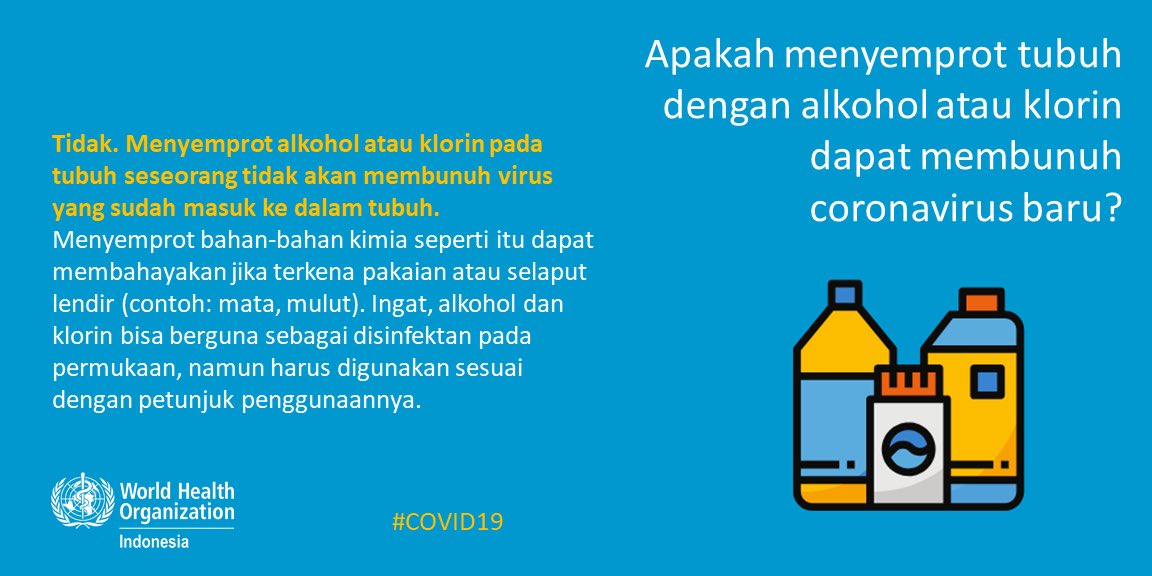 Apakah menyemprot tubuh
dengan alkohol atau klorin
dapat membunuh
coronavirus baru?
Tidak. Menyemprot alkohol atau klorin pada
tubuh seseorang tidak akan membunuh virus
yang sudah masuk ke dalam tubuh.
Menyemprot bahan-bahan kimia seperti itu dapat
membahayakan jika terkena pakaian atau selaput
lendir (contoh: mata, mulut). Ingat, alkohol dan
klorin bisa berguna sebagai disinfektan pada
permukaan, namun harus digunakan sesuai
dengan petunjuk penggunaannya.
World Health
Organization
Indonesia
#COVID19